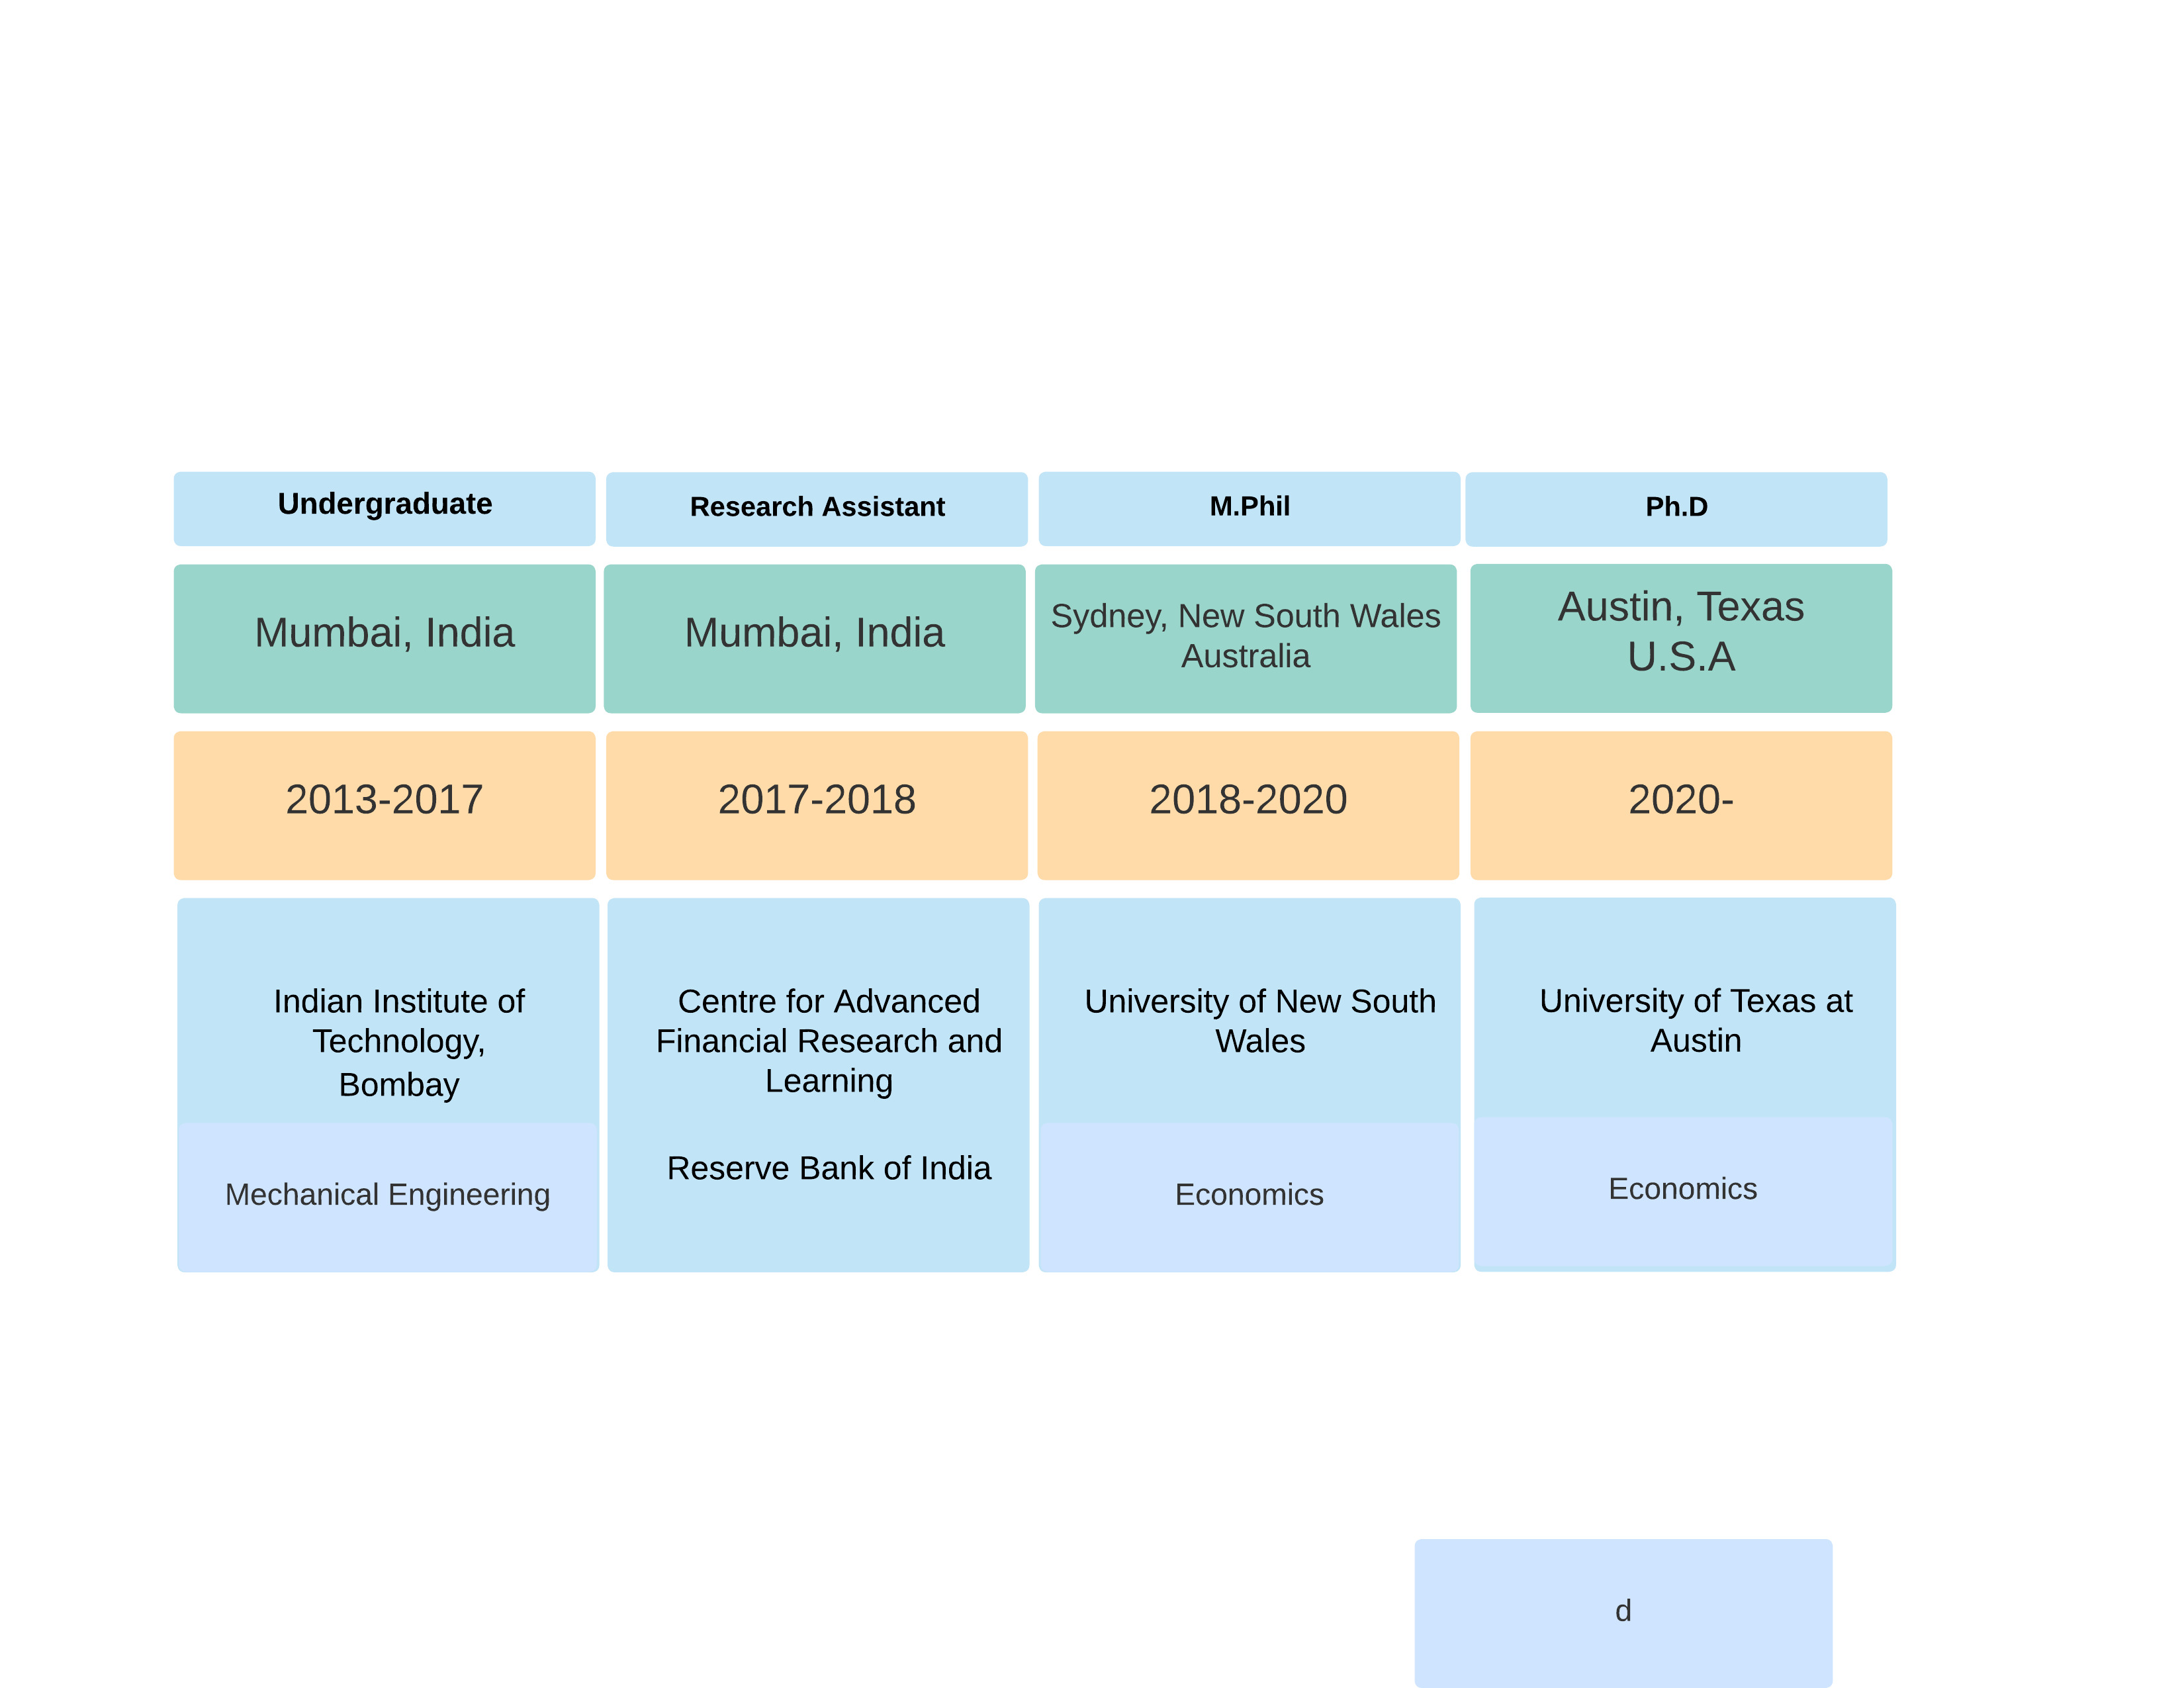 Undergraduate
Research Assistant
M.Phil
Ph.D
Mumbai, India
Mumbai, India
Sydney, New South Wales
Australia
Austin, Texas
U.S.A
2013-2017
2017-2018
2018-2020
2020-
Indian Institute of
Technology,
Bombay
Mechanical Engineering
Centre for Advanced
Financial Research and
Learning
Reserve Bank of India
University of New South
Wales
Economics
University of Texas at
Austin
Economics
d